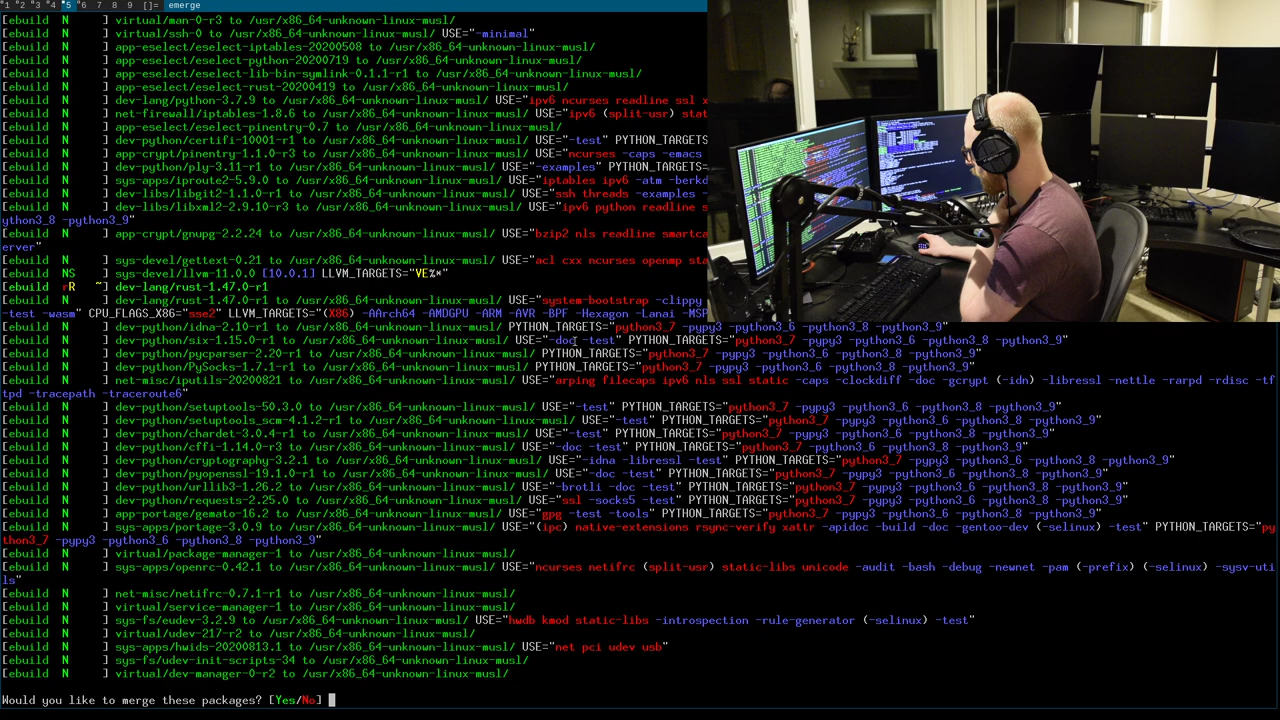 *1 *2 *3 *4 *5 *6 7 8 9 []= emerge
[ebuild N ] virtual/man-0-r3 to /usr/x86_64-unknown-linux-musl/
[ebuild N ] virtual/ssh-0 to /usr/x86_64-unknown-linux-musl/ USE="-minimal"
[ebuild N ] app-eselect/eselect-iptables-20200508 to /usr/x86_64-unknown-linux-musl/
[ebuild N ] app-eselect/eselect-python-20200719 to /usr/x86_64-unknown-linux-musl/
[ebuild N ] app-eselect/eselect-lib-bin-symlink-0.1.1-r1 to /usr/x86_64-unknown-linux-musl/
[ebuild N ] app-eselect/eselect-rust-20200419 to /usr/x86_64-unknown-linux-musl/
[ebuild N ] dev-lang/python-3.7.9 to /usr/x86_64-unknown-linux-musl/ USE="ipv6 ncurses readline ssl x
[ebuild N ] net-firewall/iptables-1.8.6 to /usr/x86_64-unknown-linux-musl/ USE="ipv6 (split-usr) stat
[ebuild N ] app-eselect/eselect-pinentry-0.7 to /usr/x86_64-unknown-linux-musl/
[ebuild N ] dev-python/certifi-10001-r1 to /usr/x86_64-unknown-linux-musl/ USE="-test" PYTHON_TARGETS
[ebuild N ] app-crypt/pinentry-1.1.0-r3 to /usr/x86_64-unknown-linux-musl/ USE="ncurses -caps -emacs
[ebuild N ] dev-python/ply-3.11-r1 to /usr/x86_64-unknown-linux-musl/ USE="-examples" PYTHON_TARGETS=
[ebuild N ] sys-apps/iproute2-5.9.0 to /usr/x86_64-unknown-linux-musl/ USE="iptables ipv6 -atm -berkd
[ebuild N ] dev-libs/libgit2-1.1.0-r1 to /usr/x86_64-unknown-linux-musl/ USE="ssh threads -examples -
[ebuild N ] dev-libs/libxml2-2.9.10-r3 to /usr/x86_64-unknown-linux-musl/ USE="ipv6 python readline s
ython3_8 -python3_9"
[ebuild N ] app-crypt/gnupg-2.2.24 to /usr/x86_64-unknown-linux-musl/ USE="bzip2 nls readline smartca
erver"
[ebuild N ] sys-devel/gettext-0.21 to /usr/x86_64-unknown-linux-musl/ USE="acl cxx ncurses openmp sta
[ebuild NS ] sys-devel/llvm-11.0.0 [10.0.1] LLVM_TARGETS="VE%*"
[ebuild rR ~] dev-lang/rust-1.47.0-r1
[ebuild N ] dev-lang/rust-1.47.0-r1 to /usr/x86_64-unknown-linux-musl/ USE="system-bootstrap -clippy
-test -wasm" CPU_FLAGS_X86="sse2" LLVM_TARGETS="(X86) -AArch64 -AMDGPU -ARM -AVR -BPF -Hexagon -Lanai -MSP
[ebuild N ] dev-python/idna-2.10-r1 to /usr/x86_64-unknown-linux-musl/ PYTHON_TARGETS="python3_7 -pypy3 -python3_6 -python3_8 -python3_9"
[ebuild N ] dev-python/six-1.15.0-r1 to /usr/x86_64-unknown-linux-musl/ USE="-doc -test" PYTHON_TARGETS="python3_7 -pypy3 -python3_6 -python3_8 -python3_9"
[ebuild N ] dev-python/pycparser-2.20-r1 to /usr/x86_64-unknown-linux-musl/ PYTHON_TARGETS="python3_7 -pypy3 -python3_6 -python3_8 -python3_9"
[ebuild N ] dev-python/PySocks-1.7.1-r1 to /usr/x86_64-unknown-linux-musl/ PYTHON_TARGETS="python3_7 -pypy3 -python3_6 -python3_8 -python3_9"
[ebuild N ] net-misc/iputils-20200821 to /usr/x86_64-unknown-linux-musl/ USE="arping filecaps ipv6 nls ssl static -caps -clockdiff -doc -gcrypt (-idn) -libressl -nettle -rarpd -rdisc -tf
tpd -tracepath -traceroute6"
[ebuild N ] dev-python/setuptools-50.3.0 to /usr/x86_64-unknown-linux-musl/ USE="-test" PYTHON_TARGETS="python3_7 -pypy3 -python3_6 -python3_8 -python3_9"
[ebuild N ] dev-python/setuptools_scm-4.1.2-r1 to /usr/x86_64-unknown-linux-musl/ USE="-test" PYTHON_TARGETS="python3_7 -pypy3 -python3_6 -python3_8 -python3_9"
[ebuild N ] dev-python/chardet-3.0.4-r1 to /usr/x86_64-unknown-linux-musl/ USE="-test" PYTHON_TARGETS="python3_7 -pypy3 -python3_6 -python3_8 -python3_9"
[ebuild N ] dev-python/cffi-1.14.0-r3 to /usr/x86_64-unknown-linux-musl/ USE="-doc -test" PYTHON_TARGETS="python3_7 -pypy3 -python3_6 -python3_8 -python3_9"
[ebuild N ] dev-python/cryptography-3.2.1 to /usr/x86_64-unknown-linux-musl/ USE="-idna -libressl -test" PYTHON_TARGETS="python3_7 -pypy3 -python3_6 -python3_8 -python3_9"
[ebuild N ] dev-python/pyopenssl-19.1.0-r1 to /usr/x86_64-unknown-linux-musl/ USE="-doc -test" PYTHON_TARGETS="python3_7 -pypy3 -python3_6 -python3_8 -python3_9"
[ebuild N ] dev-python/urllib3-1.26.2 to /usr/x86_64-unknown-linux-musl/ USE="-brotli -doc -test" PYTHON_TARGETS="python3_7 -pypy3 -python3_6 -python3_8 -python3_9"
[ebuild N ] dev-python/requests-2.25.0 to /usr/x86_64-unknown-linux-musl/ USE="ssl -socks5 -test" PYTHON_TARGETS="python3_7 -pypy3 -python3_6 -python3_8 -python3_9"
[ebuild N ] app-portage/gemato-16.2 to /usr/x86_64-unknown-linux-musl/ USE="gpg -test -tools" PYTHON_TARGETS="python3_7 -pypy3 -python3_6 -python3_8 -python3_9"
[ebuild N ] sys-apps/portage-3.0.9 to /usr/x86_64-unknown-linux-musl/ USE="(ipc) native-extensions rsync-verify xattr -apidoc -build -doc -gentoo-dev (-selinux) -test" PYTHON_TARGETS="py
thon3_7 -pypy3 -python3_6 -python3_8 -python3_9"
[ebuild N ] virtual/package-manager-1 to /usr/x86_64-unknown-linux-musl/
[ebuild N ] sys-apps/openrc-0.42.1 to /usr/x86_64-unknown-linux-musl/ USE="ncurses netifrc (split-usr) static-libs unicode -audit -bash -debug -newnet -pam (-prefix) (-selinux) -sysv-uti
ls"
[ebuild N ] net-misc/netifrc-0.7.1-r1 to /usr/x86_64-unknown-linux-musl/
[ebuild N ] virtual/service-manager-1 to /usr/x86_64-unknown-linux-musl/
[ebuild N ] sys-fs/eudev-3.2.9 to /usr/x86_64-unknown-linux-musl/ USE="hwdb kmod static-libs -introspection -rule-generator (-selinux) -test"
[ebuild N ] virtual/udev-217-r2 to /usr/x86_64-unknown-linux-musl/
[ebuild N ] sys-apps/hwids-20200813.1 to /usr/x86_64-unknown-linux-musl/ USE="net pci udev usb"
[ebuild N ] sys-fs/udev-init-scripts-34 to /usr/x86_64-unknown-linux-musl/
[ebuild N ] virtual/dev-manager-0-r2 to /usr/x86_64-unknown-linux-musl/
Would you like to merge these packages? [Yes/No]